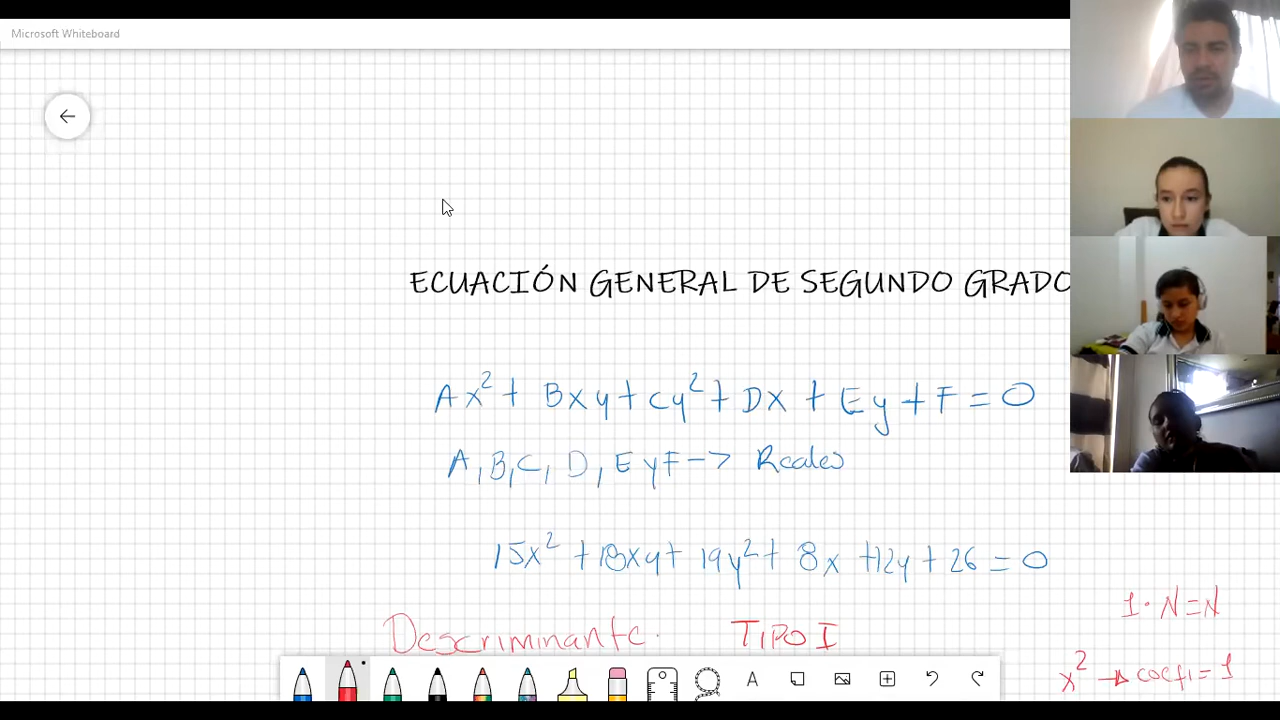 Microsoft Whiteboard
ECUACIÓN GENERAL DE SEGUNDO GRADO
Ax² + Bxy + Cy² + Dx + Ey + F = 0
A, B, C, D, E y F -> Reales
15x² + 18xy + 19y² + 8x + 12y + 26 = 0
Descriminante. TIPO I
1 · N = N
x² → coefi = 1
A